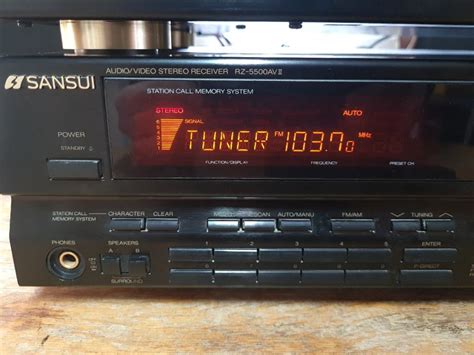 SANSUI
AUDIO/VIDEO STEREO RECEIVER RZ-5500AVII
STATION CALL MEMORY SYSTEM
STEREO
AUTO
SIGNAL
TUNER FM 103.70 MHz
FUNCTION/DISPLAY FREQUENCY PRESET CH
POWER
STANDBY
STATION CALL MEMORY SYSTEM
CHARACTER CLEAR
SCAN AUTO/MANU FM/AM TUNING
PHONES
SPEAKERS
A
B
SURROUND
1 2 3 4 5
ENTER